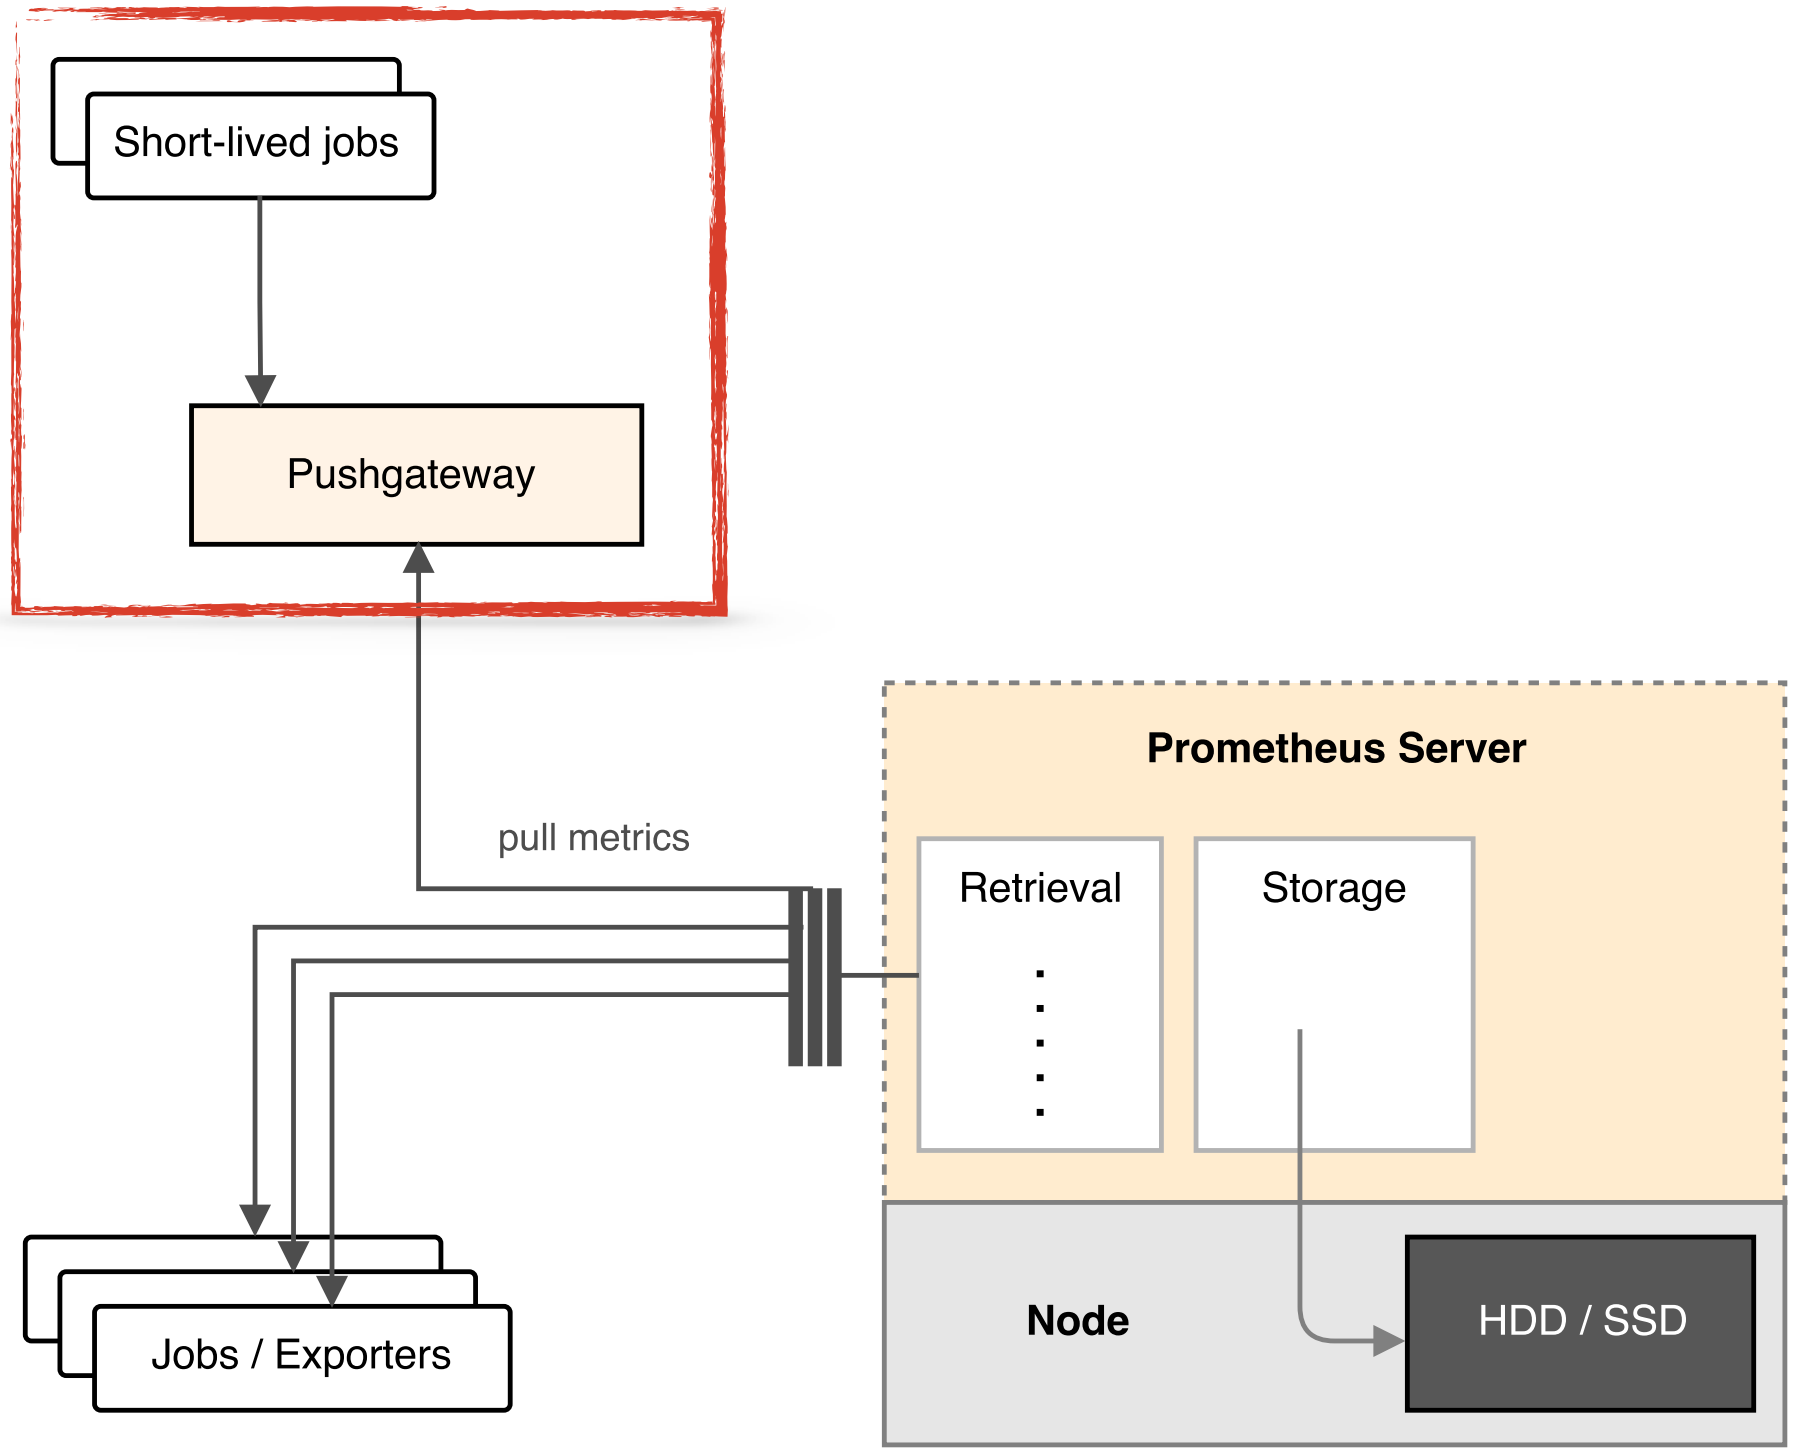 Short-lived jobs
Pushgateway
pull metrics
Prometheus Server
Retrieval
Storage
Jobs / Exporters
Node
HDD / SSD